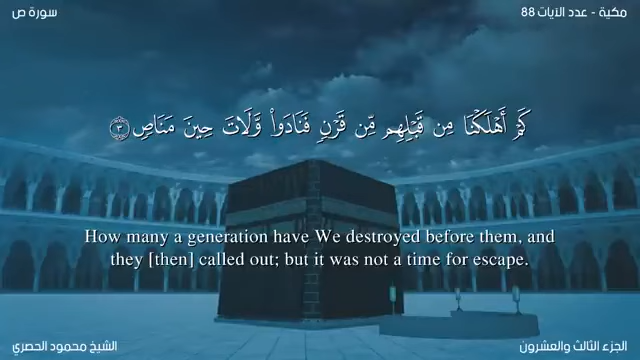 مكية - عدد الآيات 88
سورة ص
كَمْ أَهْلَكْنَا مِن قَبْلِهِم مِّن قَرْنٍ فَنَادَوا۟ وَّلَاتَ حِينَ مَنَاصٍ ٣
How many a generation have We destroyed before them, and
they [then] called out; but it was not a time for escape.
الجزء الثالث والعشرون
الشيخ محمود الحصري